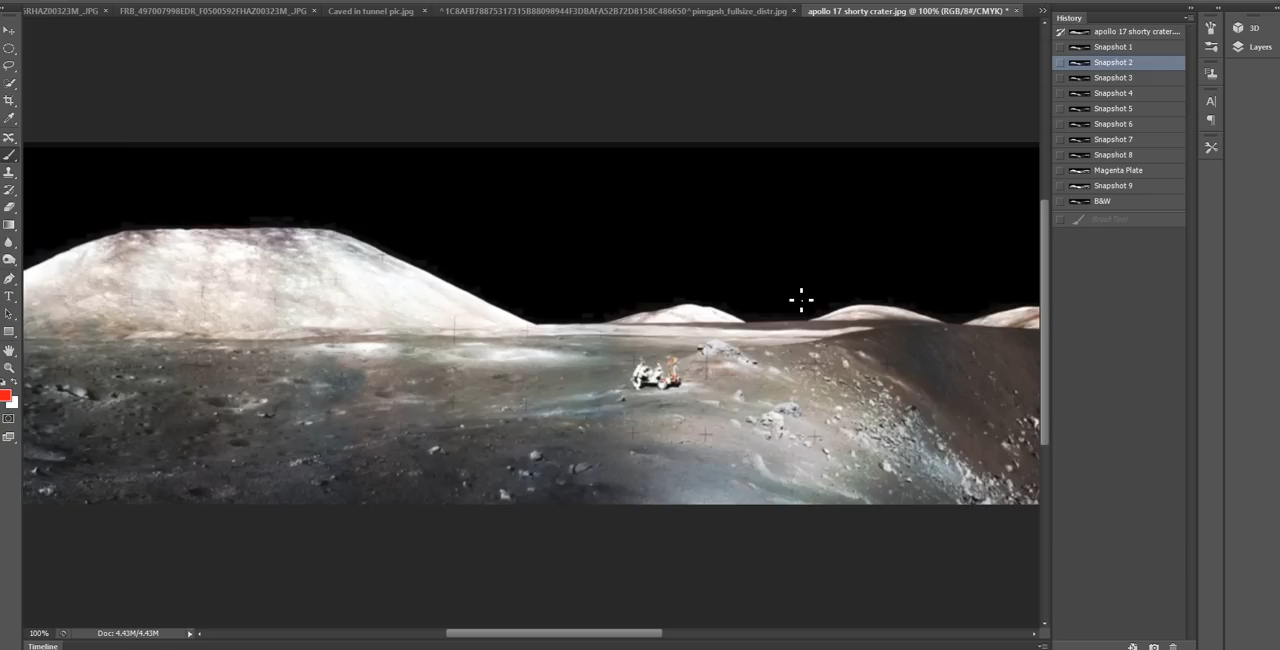 SRHAZ00323M_.JPG ×
FRB_497007998EDR_F0500592FHAZ00323M_.JPG ×
Caved in tunnel pic.jpg ×
^1C8AFB78875317315B88098944F3DBAFA52B72D8158C486650^pimgpsh_fullsize_distr.jpg ×
apollo 17 shorty crater.jpg @ 100% (RGB/8#/CMYK) * ×
History
apollo 17 shorty crater....
Snapshot 1
Snapshot 2
Snapshot 3
Snapshot 4
Snapshot 5
Snapshot 6
Snapshot 7
Snapshot 8
Magenta Plate
Snapshot 9
B&W
Brush Tool
3D
Layers
100%
Doc: 4.43M/4.43M
Timeline